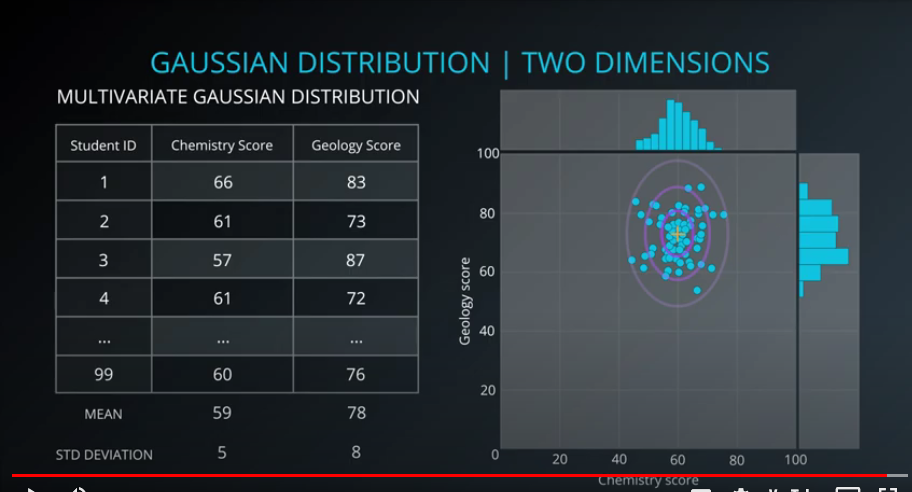 GAUSSIAN DISTRIBUTION | TWO DIMENSIONS
MULTIVARIATE GAUSSIAN DISTRIBUTION
Student ID Chemistry Score Geology Score
1 66 83
2 61 73
3 57 87
4 61 72
... ... ...
99 60 76
MEAN 59 78
STD DEVIATION 5 8
100
80
60
40
20
0 20 40 60 80 100
Geology score
Chemistry score